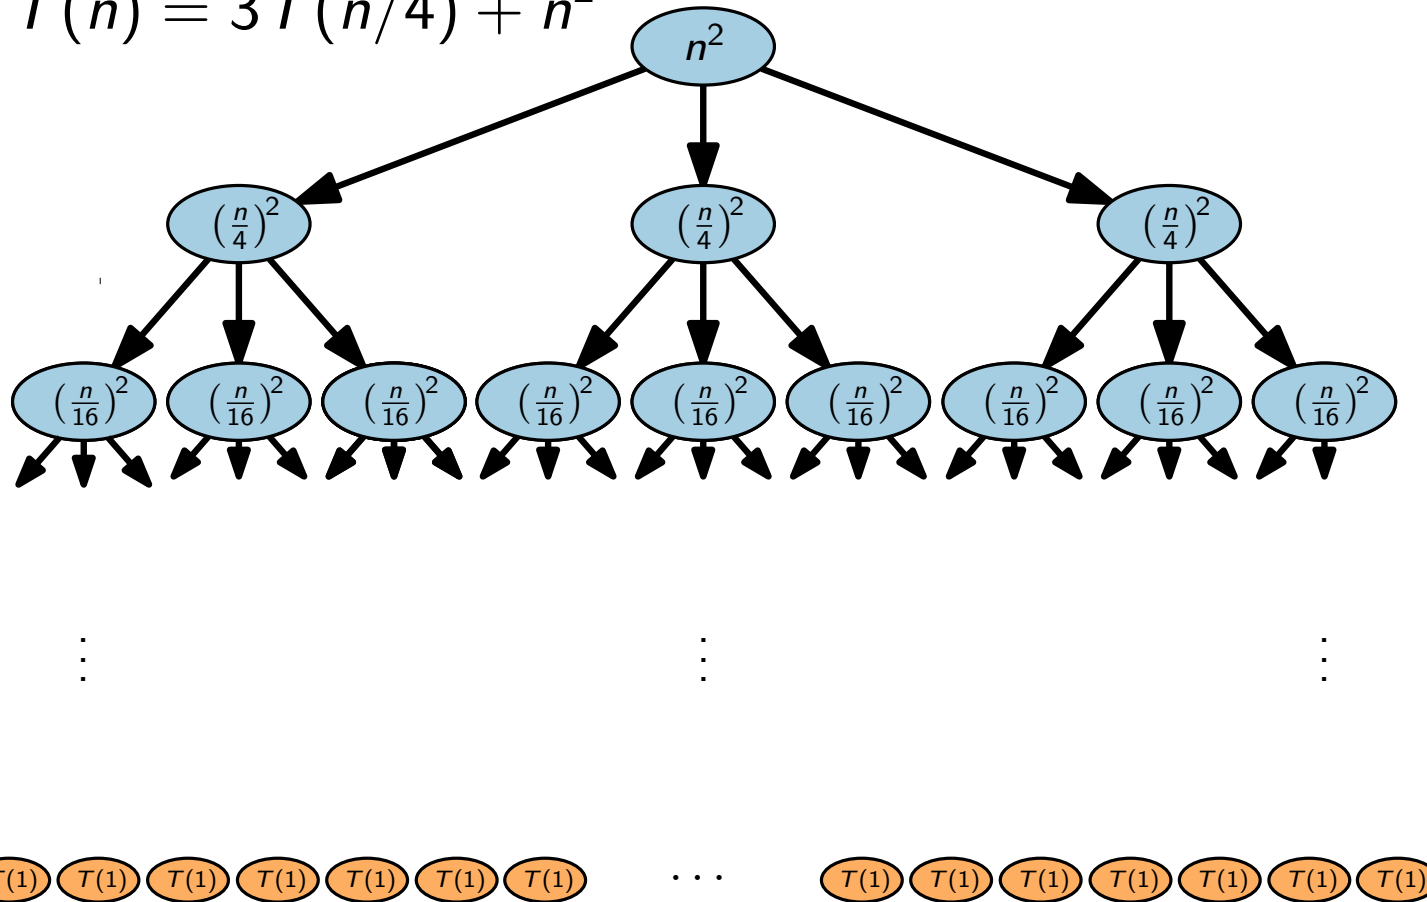 T(n) = 3T(n/4) + n²
n²
(n/4)² (n/4)² (n/4)²
(n/16)² (n/16)² (n/16)² (n/16)² (n/16)² (n/16)² (n/16)² (n/16)² (n/16)²
⋮ ⋮ ⋮
T(1) T(1) T(1) T(1) T(1) T(1) T(1) ··· T(1) T(1) T(1) T(1) T(1) T(1) T(1)